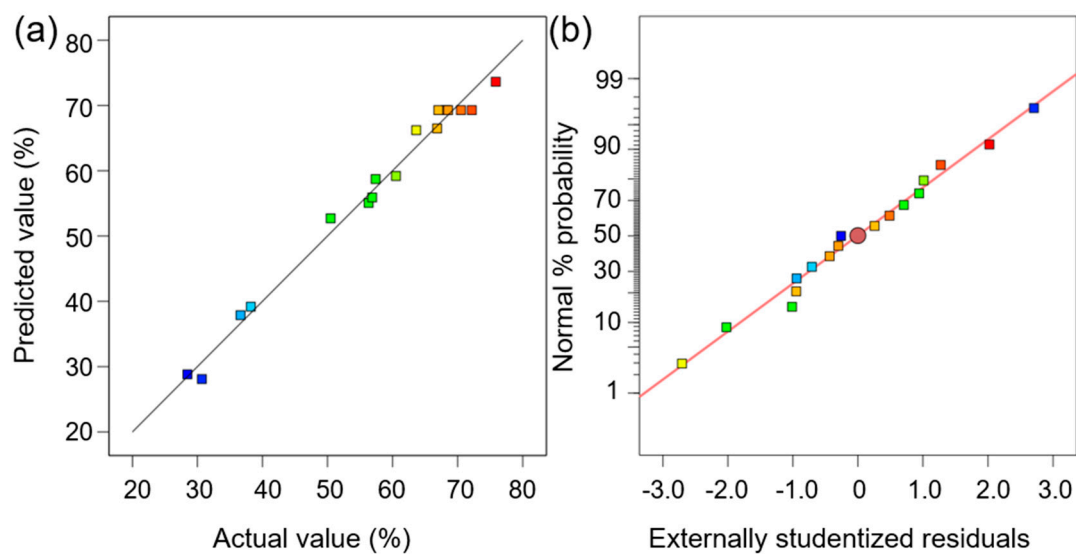 (a)
Predicted value (%)
80
70
60
50
40
30
20
20 30 40 50 60 70 80
Actual value (%)
(b)
Normal % probability
99
90
70
50
30
10
1
-3.0 -2.0 -1.0 0 1.0 2.0 3.0
Externally studentized residuals